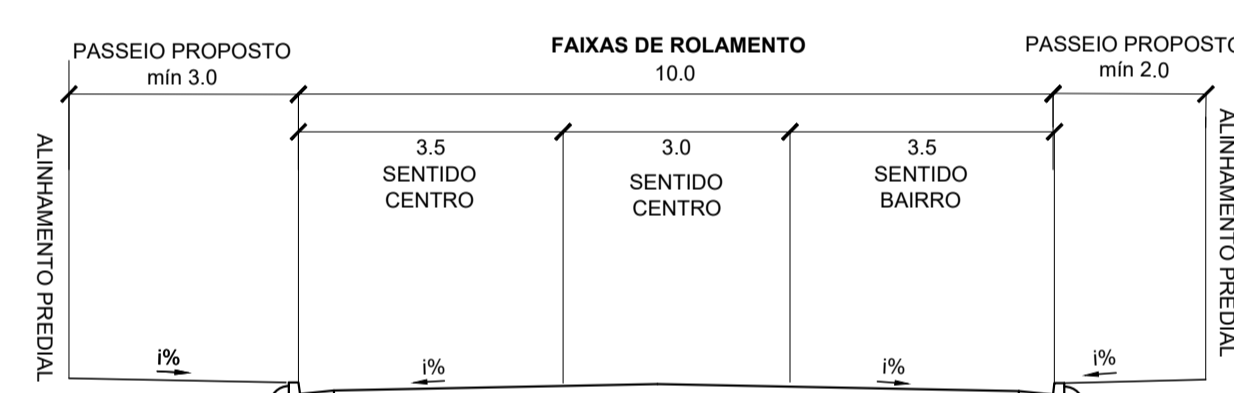 PASSEIO PROPOSTO
mín 3.0
FAIXAS DE ROLAMENTO
10.0
PASSEIO PROPOSTO
mín 2.0
ALINHAMENTO PREDIAL
3.5
SENTIDO
CENTRO
3.0
SENTIDO
CENTRO
3.5
SENTIDO
BAIRRO
ALINHAMENTO PREDIAL
i%
i%
i%
i%